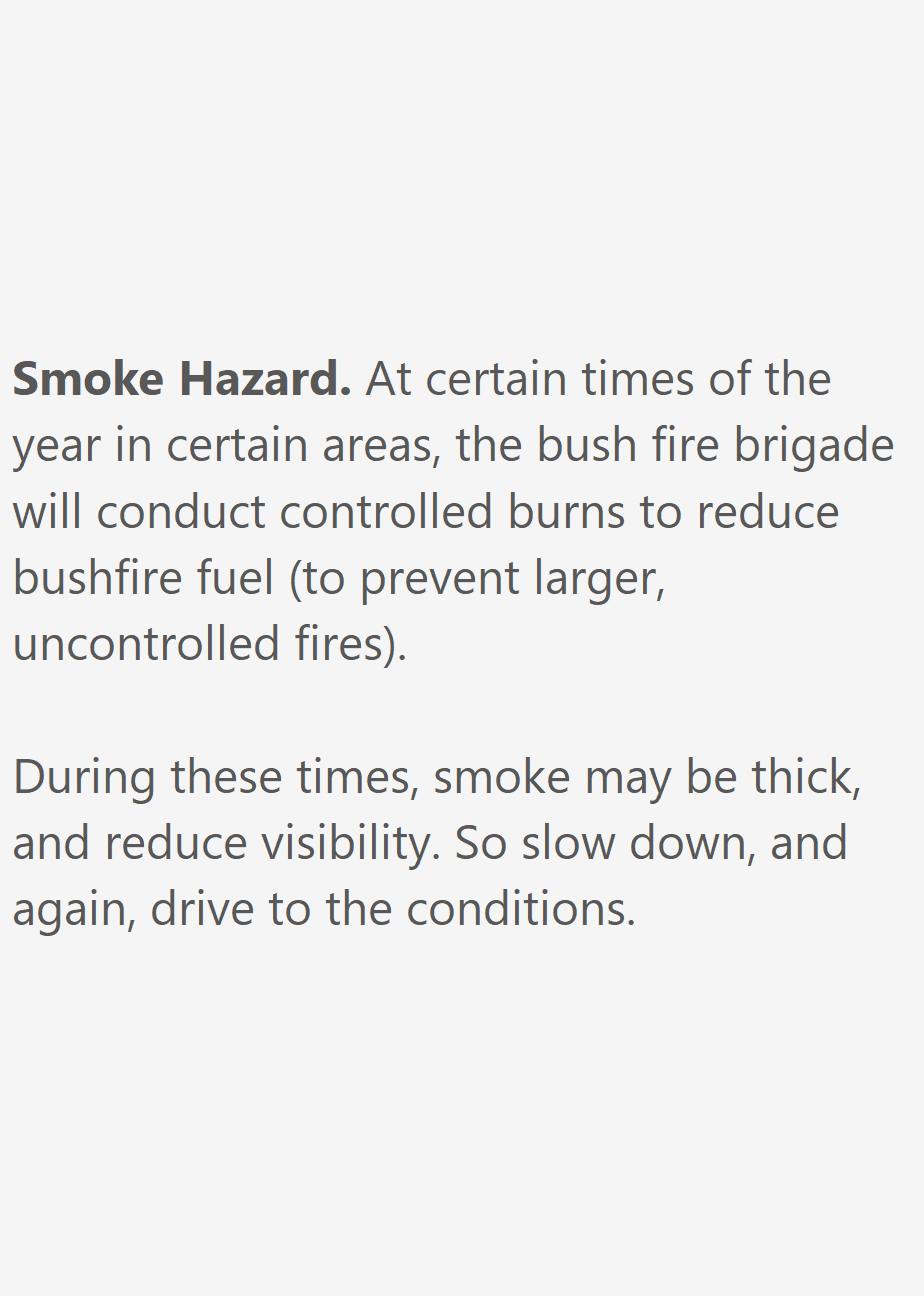 Smoke Hazard. At certain times of the
year in certain areas, the bush fire brigade
will conduct controlled burns to reduce
bushfire fuel (to prevent larger,
uncontrolled fires).
During these times, smoke may be thick,
and reduce visibility. So slow down, and
again, drive to the conditions.